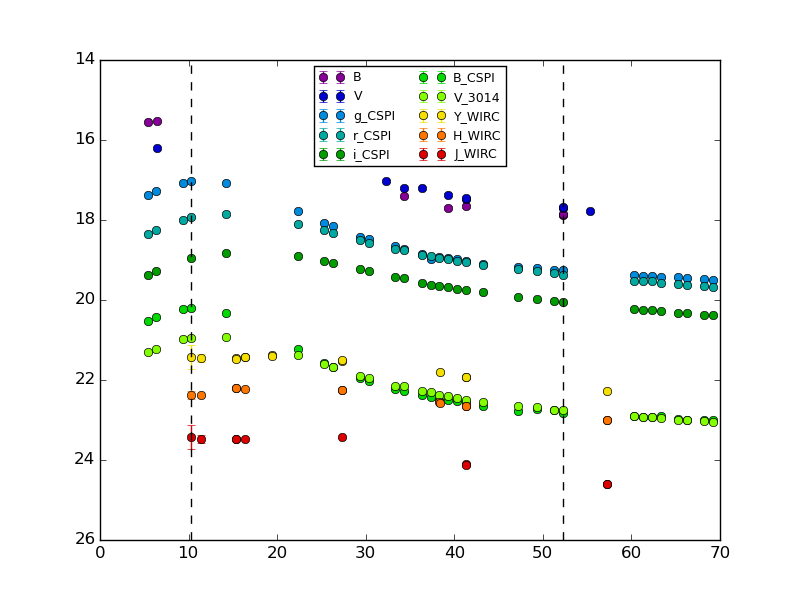 14
16
18
20
22
24
26
0 10 20 30 40 50 60 70
B
V
g_CSPI
r_CSPI
i_CSPI
B_CSPI
V_3014
Y_WIRC
H_WIRC
J_WIRC